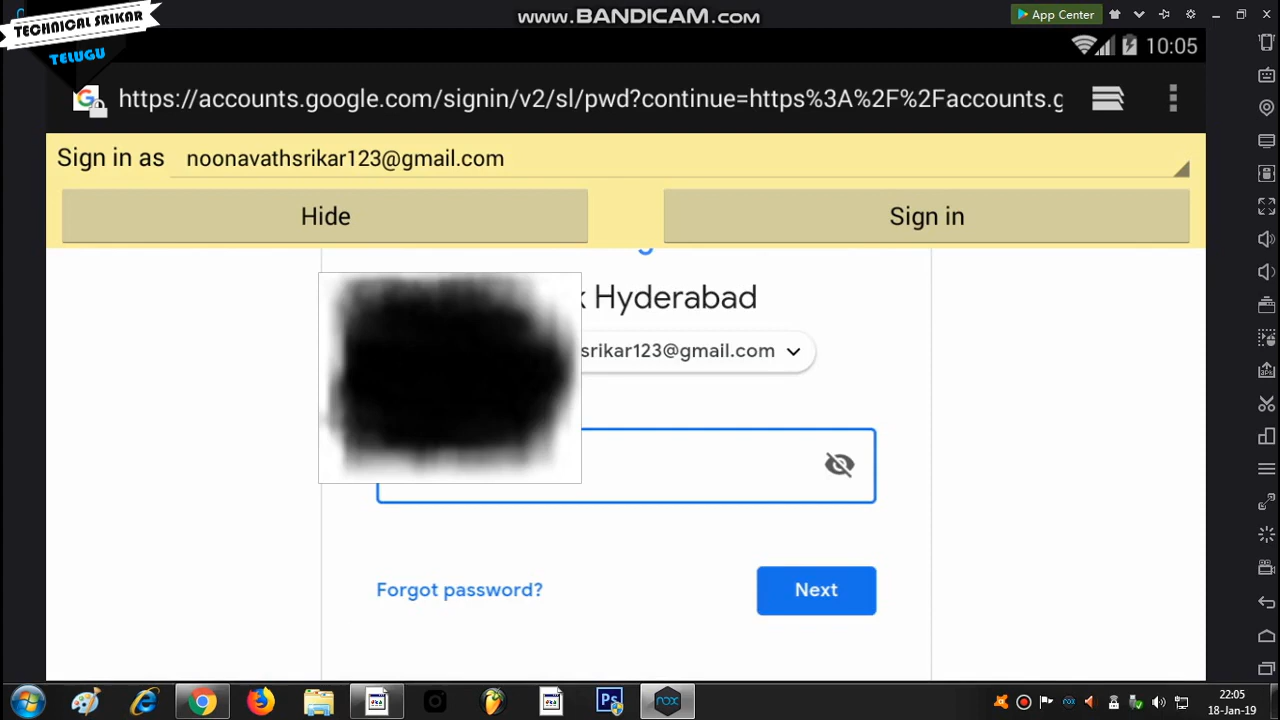 TECHNICAL SRIKAR
TELUGU
www.BANDICAM.com
App Center
10:05
https://accounts.google.com/signin/v2/sl/pwd?continue=https%3A%2F%2Faccounts.g
Sign in as noonavathsrikar123@gmail.com
Hide
Sign in
Hyderabad
srikar123@gmail.com
Forgot password?
Next
nox
22:05
18-Jan-19